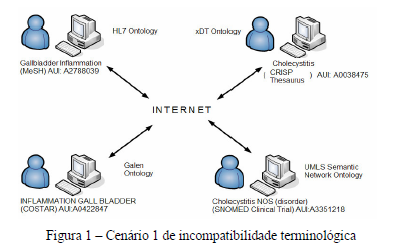 HL7 Ontology
xDT Ontology
Gallbladder Inflammation
(MeSH) AUI: A2788039
Cholecystitis
( CRISP
Thesaurus ) AUI: A0038475
INTERNET
Galen
Ontology
UMLS Semantic
Network Ontology
INFLAMMATION GALL BLADDER
(COSTAR) AUI:A0422847
Cholecystitis NOS (disorder)
(SNOMED Clinical Trial) AUI:A3351218
Figura 1 – Cenário 1 de incompatibilidade terminológica